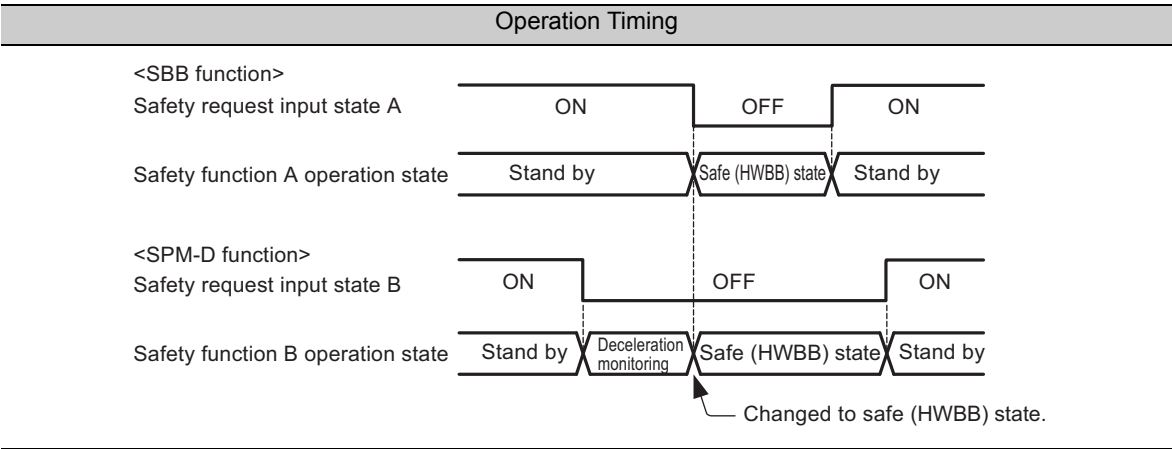 Operation Timing
<SBB function>
Safety request input state A
ON
OFF
ON
Safety function A operation state
Stand by
Safe (HWBB) state
Stand by
<SPM-D function>
Safety request input state B
ON
OFF
ON
Safety function B operation state
Stand by
Deceleration
monitoring
Safe (HWBB) state
Stand by
Changed to safe (HWBB) state.